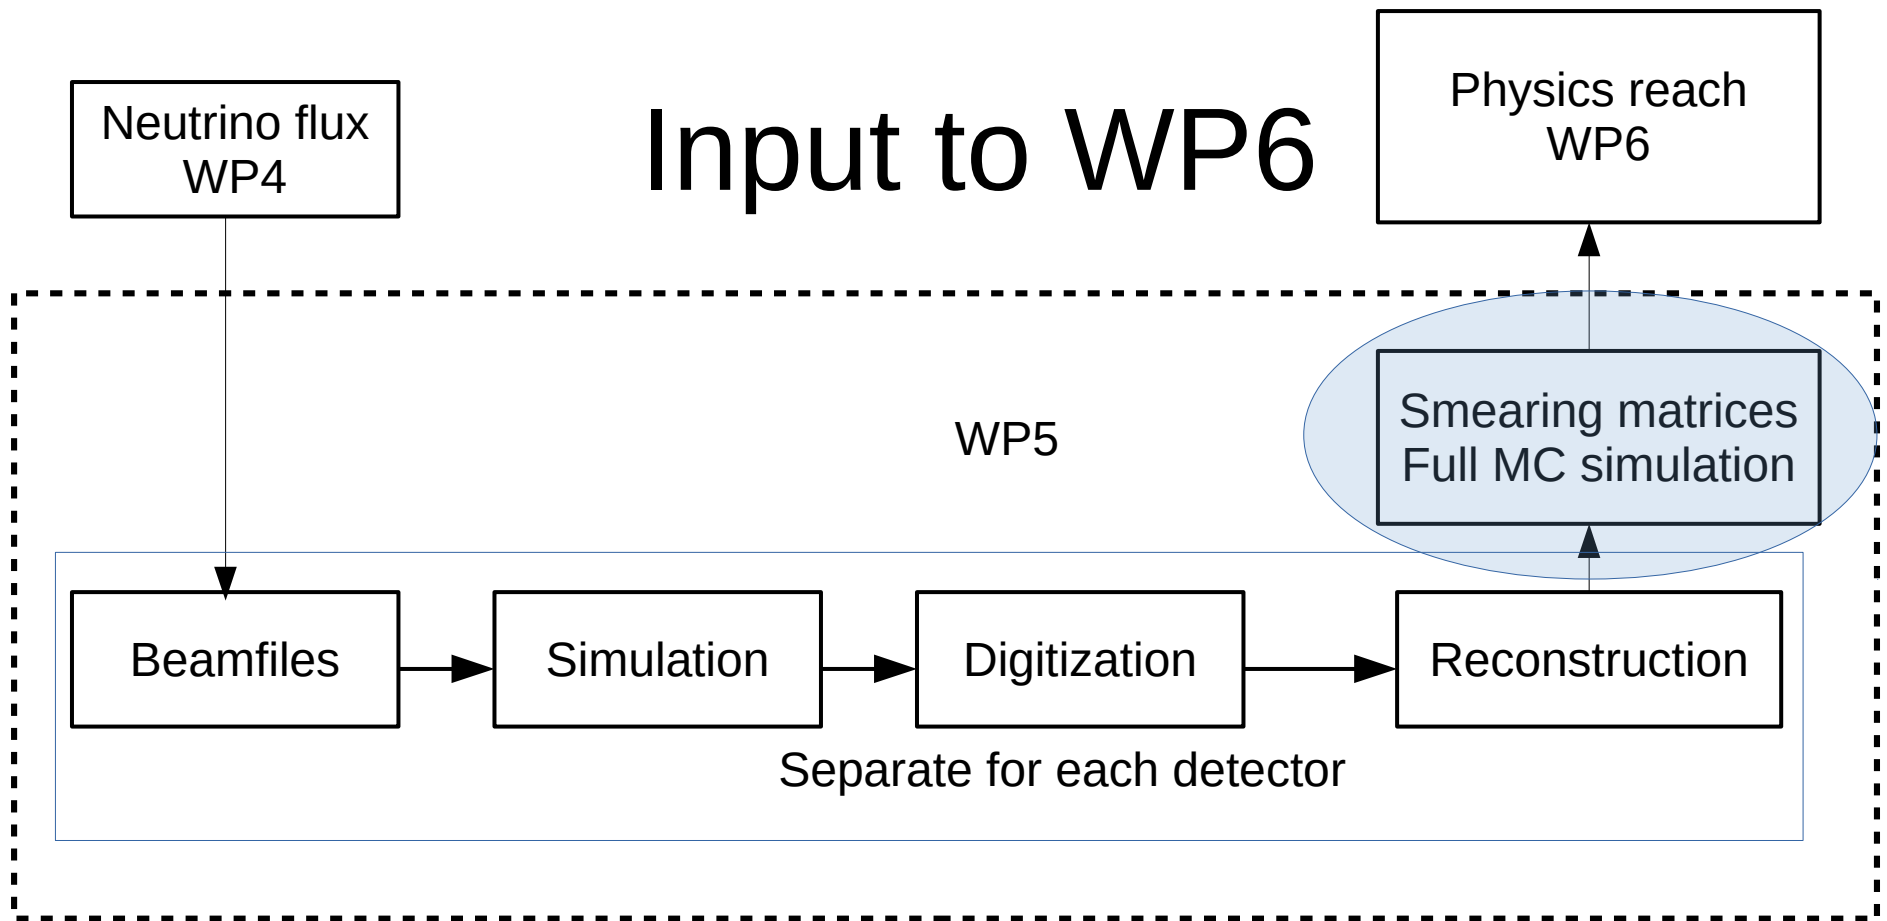 Neutrino flux
WP4
Input to WP6
Physics reach
WP6
WP5
Smearing matrices
Full MC simulation
Beamfiles
Simulation
Digitization
Reconstruction
Separate for each detector